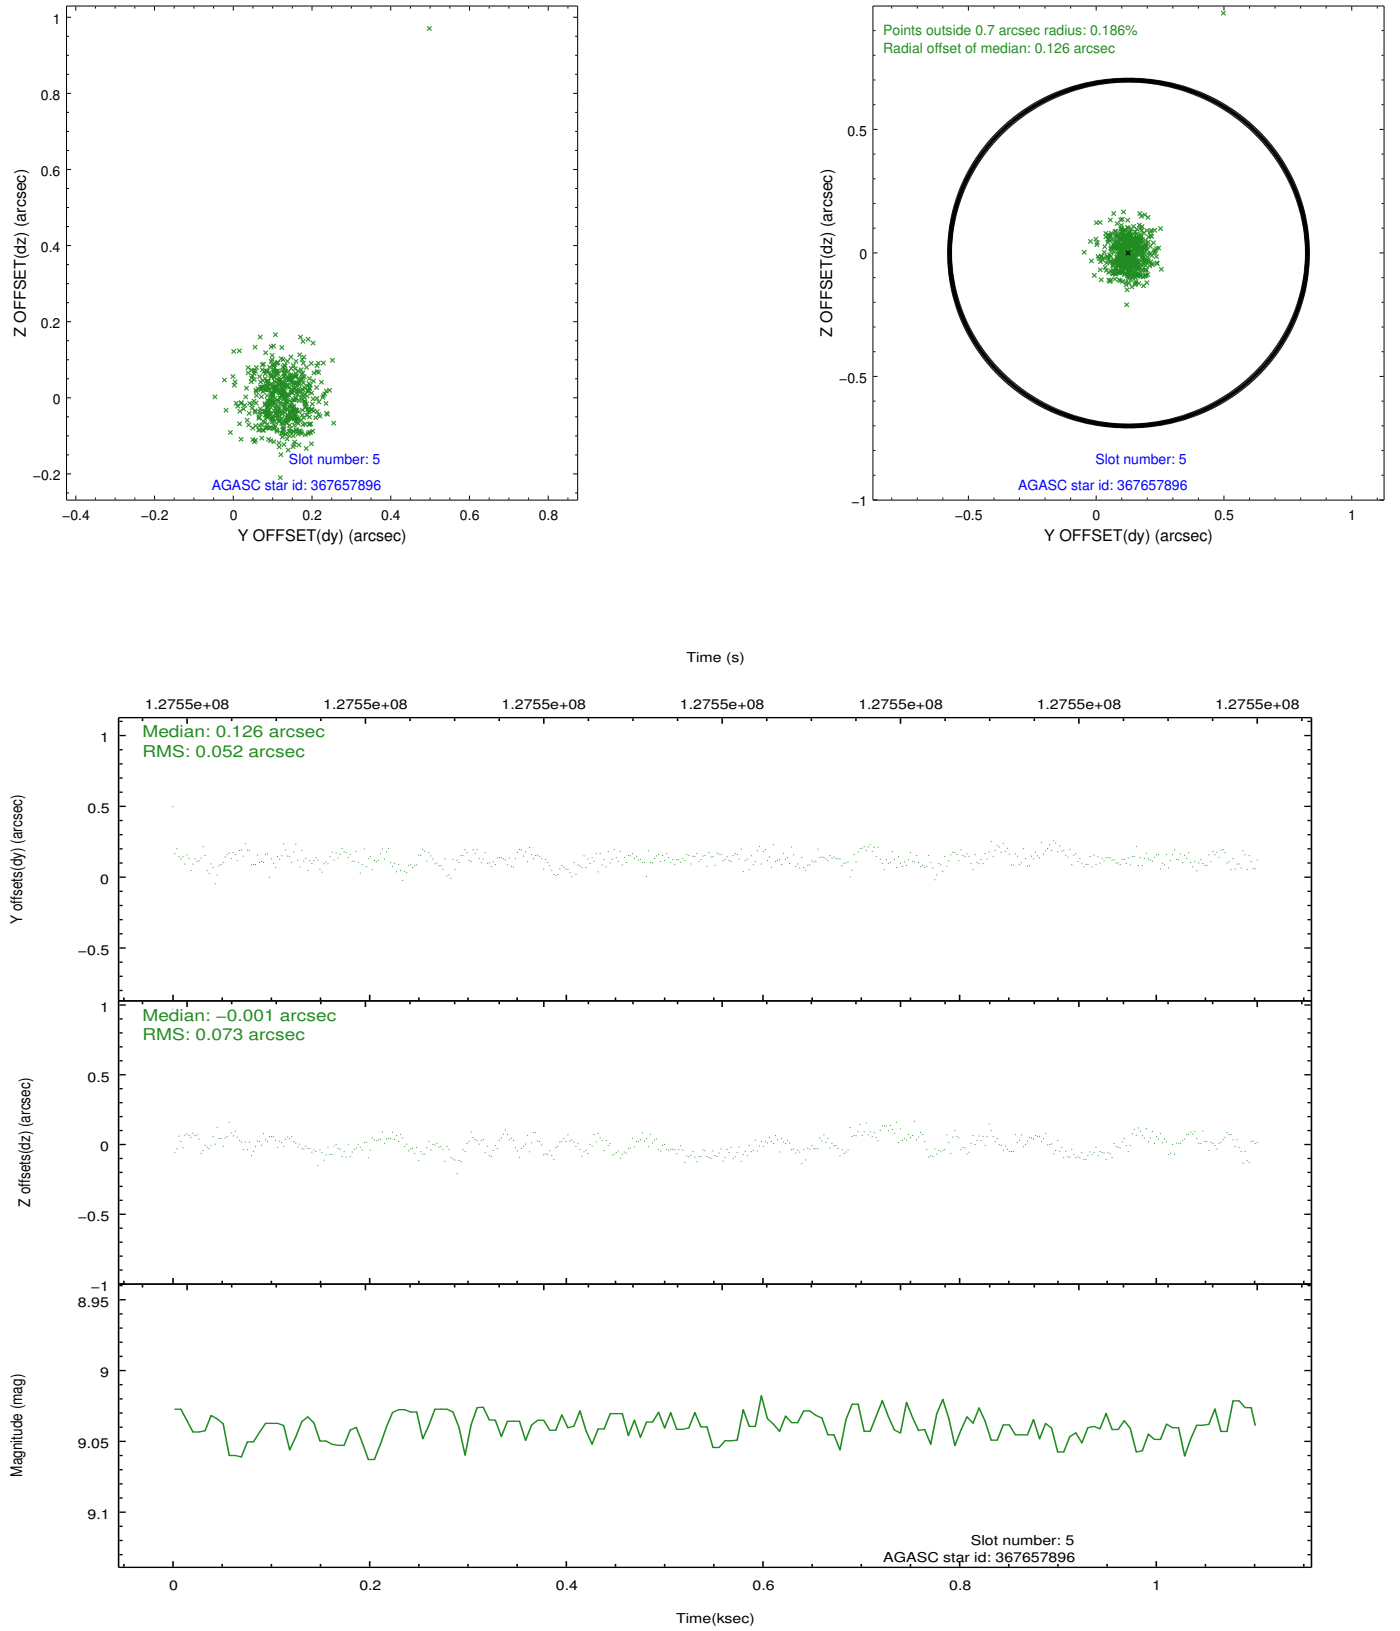 1
0.8
0.6
0.4
0.2
0
−0.2
Z OFFSET(dz) (arcsec)
−0.4 −0.2 0 0.2 0.4 0.6 0.8
Y OFFSET(dy) (arcsec)
Slot number: 5
AGASC star id: 367657896
Points outside 0.7 arcsec radius: 0.186%
Radial offset of median: 0.126 arcsec
0.5
0
−0.5
−1
Z OFFSET(dz) (arcsec)
−0.5 0 0.5 1
Y OFFSET(dy) (arcsec)
Slot number: 5
AGASC star id: 367657896
Time (s)
1.2755e+08 1.2755e+08 1.2755e+08 1.2755e+08 1.2755e+08 1.2755e+08 1.2755e+08
Median: 0.126 arcsec
RMS: 0.052 arcsec
1
0.5
0
−0.5
Y offsets(dy) (arcsec)
Median: −0.001 arcsec
RMS: 0.073 arcsec
1
0.5
0
−0.5
−1
Z offsets(dz) (arcsec)
8.95
9
9.05
9.1
Magnitude (mag)
Slot number: 5
AGASC star id: 367657896
0 0.2 0.4 0.6 0.8 1
Time(ksec)